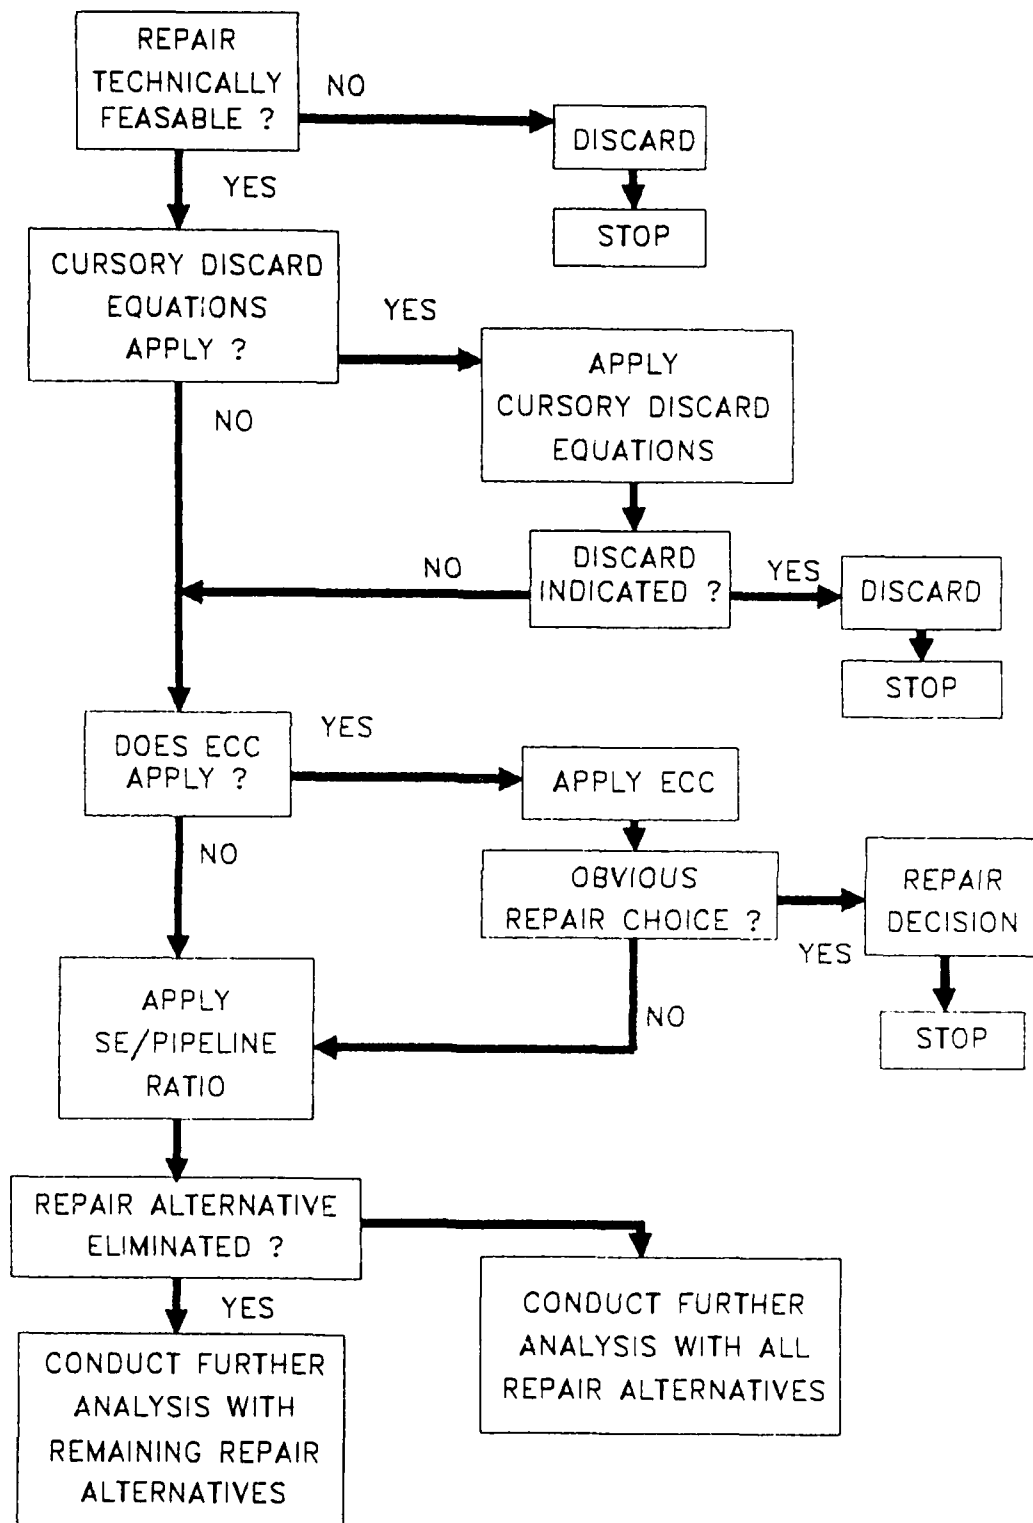 REPAIR
TECHNICALLY
FEASABLE ?
NO
DISCARD
STOP
YES
CURSORY DISCARD
EQUATIONS
APPLY ?
YES
APPLY
CURSORY DISCARD
EQUATIONS
NO
DISCARD
INDICATED ?
NO
YES
DISCARD
STOP
DOES ECC
APPLY ?
YES
APPLY ECC
NO
OBVIOUS
REPAIR CHOICE ?
YES
REPAIR
DECISION
STOP
NO
APPLY
SE/PIPELINE
RATIO
REPAIR ALTERNATIVE
ELIMINATED ?
YES
CONDUCT FURTHER
ANALYSIS WITH ALL
REPAIR ALTERNATIVES
CONDUCT FURTHER
ANALYSIS WITH
REMAINING REPAIR
ALTERNATIVES